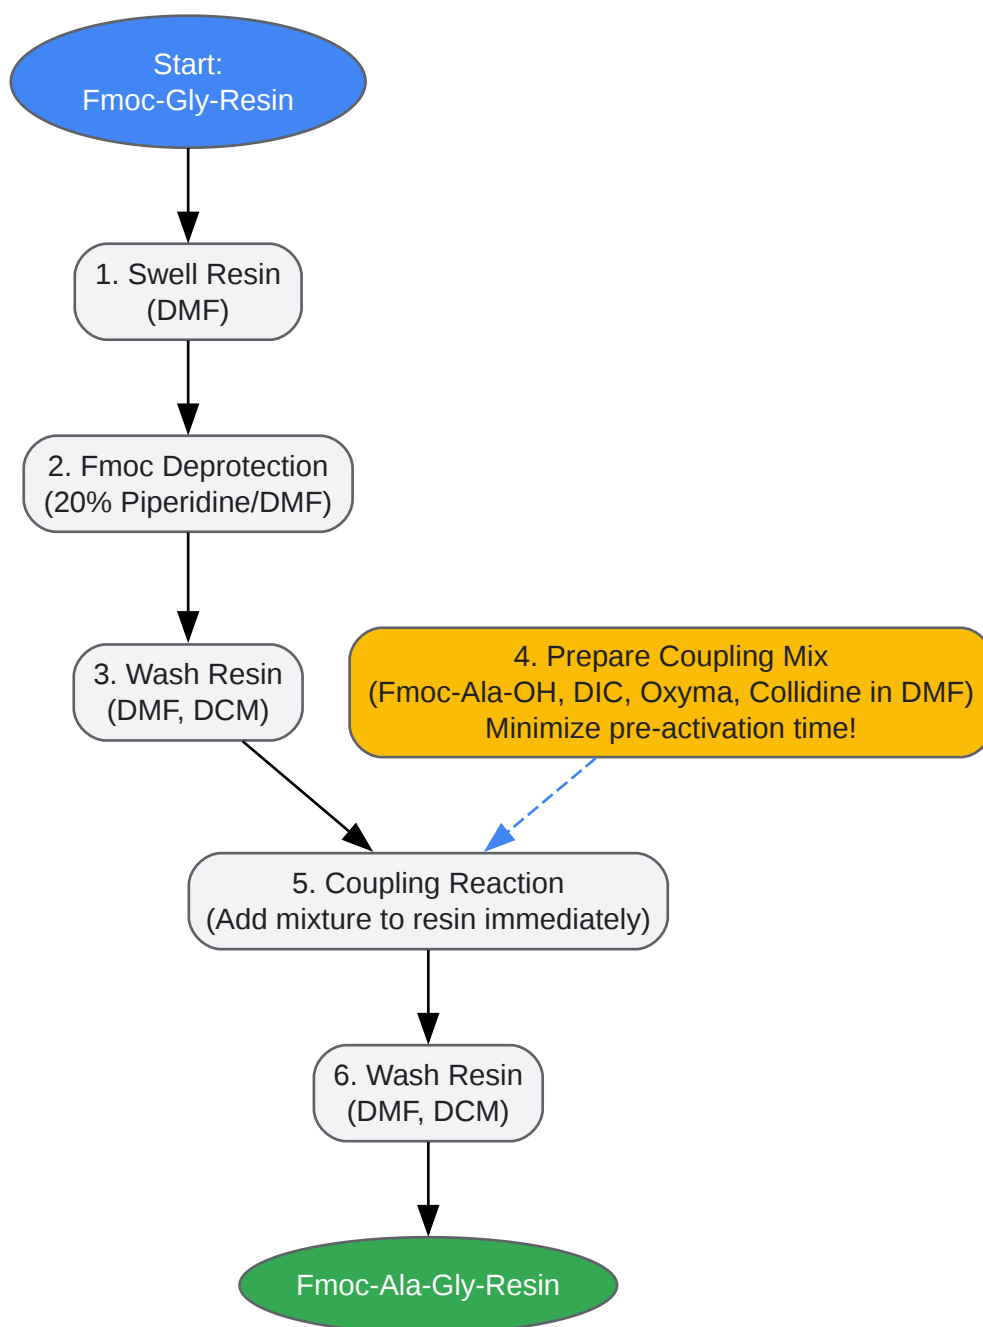 Start:
Fmoc-Gly-Resin
1. Swell Resin
(DMF)
2. Fmoc Deprotection
(20% Piperidine/DMF)
3. Wash Resin
(DMF, DCM)
4. Prepare Coupling Mix
(Fmoc-Ala-OH, DIC, Oxyma, Collidine in DMF)
Minimize pre-activation time!
5. Coupling Reaction
(Add mixture to resin immediately)
6. Wash Resin
(DMF, DCM)
Fmoc-Ala-Gly-Resin